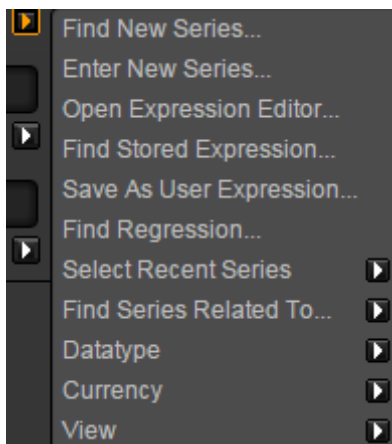 Find New Series...
Enter New Series...
Open Expression Editor...
Find Stored Expression...
Save As User Expression...
Find Regression...
Select Recent Series
Find Series Related To...
Datatype
Currency
View